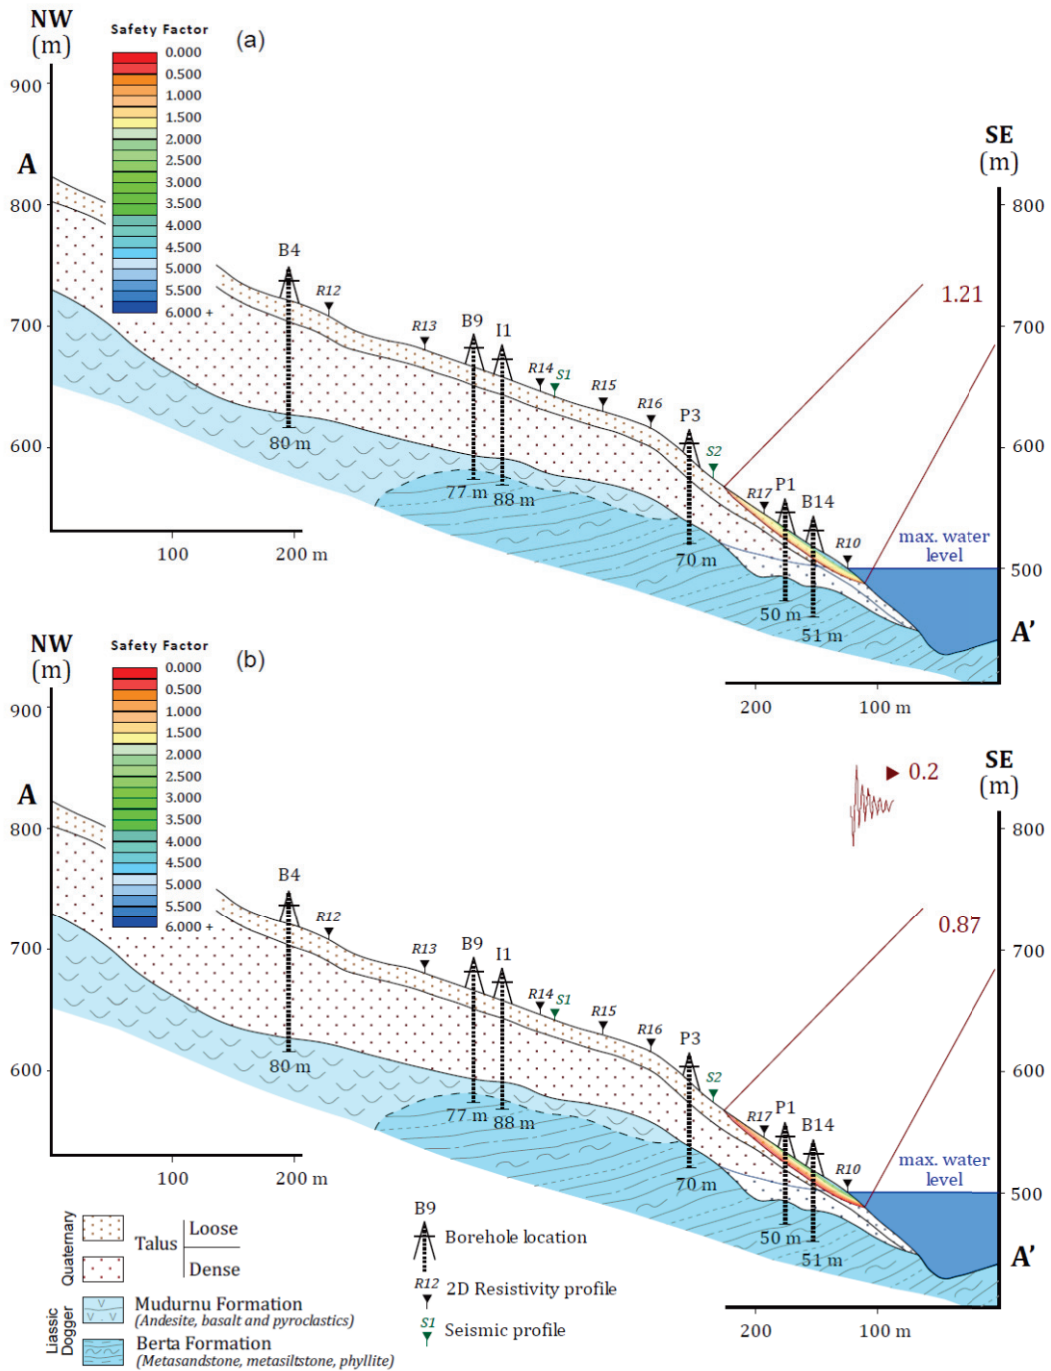 NW
(m)
Safety Factor
(a)
0.000
0.500
1.000
1.500
2.000
2.500
3.000
3.500
4.000
4.500
5.000
5.500
6.000 +
900
A
800
700
600
SE
(m)
800
700
600
500
A'
B4
R12
R13
B9
I1
R14
S1
R15
R16
P3
S2
R17
P1
B14
R10
1.21
max. water
level
80 m
77 m
88 m
70 m
50 m
51 m
100
200 m
200
100 m
NW
(m)
Safety Factor
(b)
0.000
0.500
1.000
1.500
2.000
2.500
3.000
3.500
4.000
4.500
5.000
5.500
6.000 +
900
A
800
700
600
SE
(m)
800
700
600
500
A'
0.2
B4
R12
R13
B9
I1
R14
S1
R15
R16
P3
S2
R17
P1
B14
R10
0.87
max. water
level
80 m
77 m
88 m
70 m
50 m
51 m
100
200 m
200
100 m
Quaternary
Talus
Loose
Dense
Liassic
Dogger
Mudurnu Formation
(Andesite, basalt and pyroclastics)
Berta Formation
(Metasandstone, metasiltstone, phyllite)
B9
Borehole location
R12
2D Resistivity profile
S1
Seismic profile